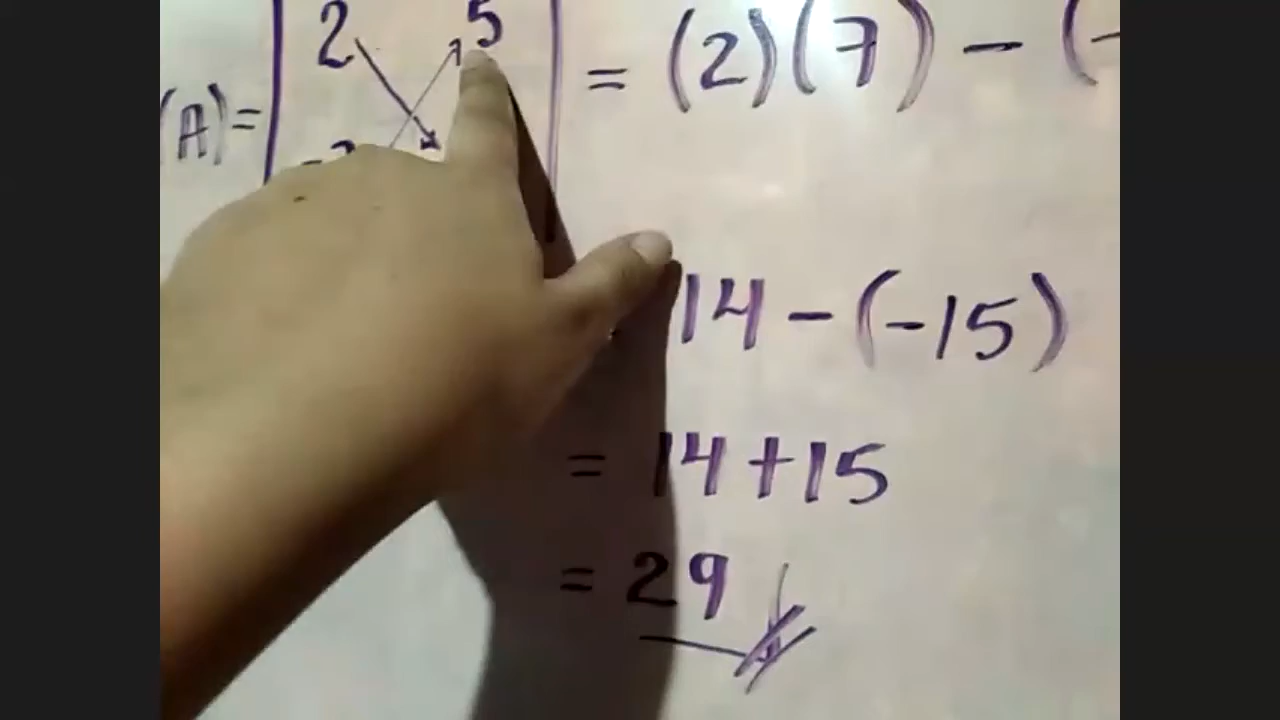 2 5
(A)= = (2)(7) - (-
14 - (-15)
= 14 + 15
= 29